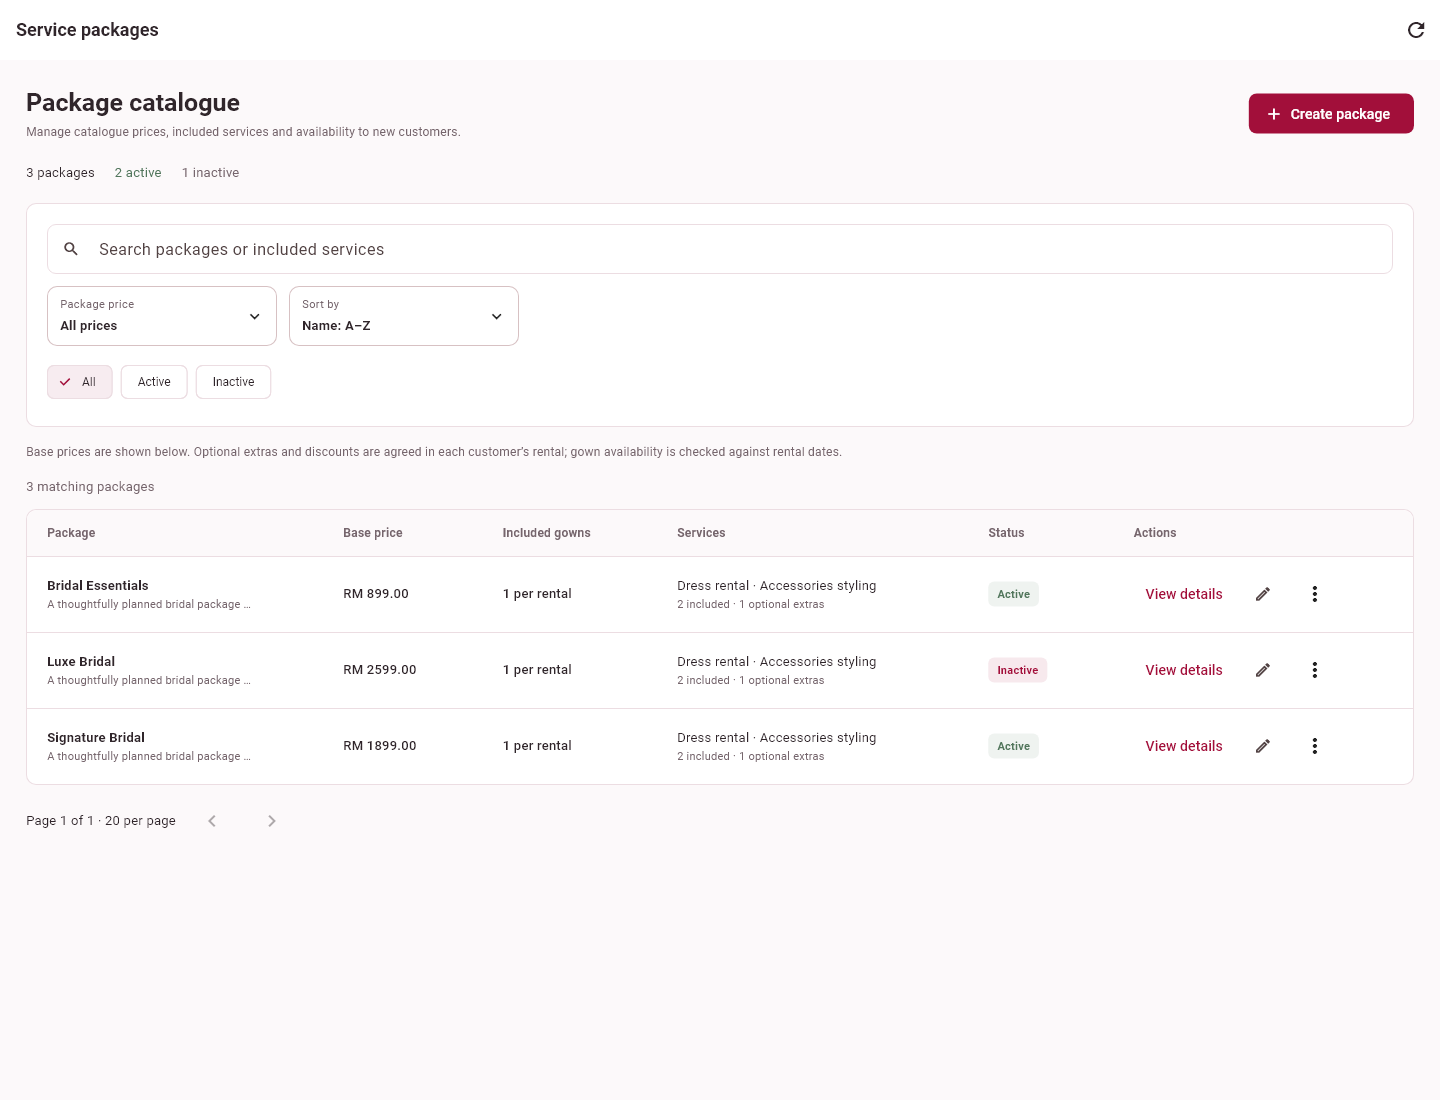 Service packages
Package catalogue
Manage catalogue prices, included services and availability to new customers.
Create package
3 packages 2 active 1 inactive
Search packages or included services
Package price
All prices
Sort by
Name: A–Z
All Active Inactive
Base prices are shown below. Optional extras and discounts are agreed in each customer’s rental; gown availability is checked against rental dates.
3 matching packages
Package Base price Included gowns Services Status Actions
Bridal Essentials
A thoughtfully planned bridal package …
RM 899.00
1 per rental
Dress rental · Accessories styling
2 included · 1 optional extras
Active
View details
Luxe Bridal
A thoughtfully planned bridal package …
RM 2599.00
1 per rental
Dress rental · Accessories styling
2 included · 1 optional extras
Inactive
View details
Signature Bridal
A thoughtfully planned bridal package …
RM 1899.00
1 per rental
Dress rental · Accessories styling
2 included · 1 optional extras
Active
View details
Page 1 of 1 · 20 per page